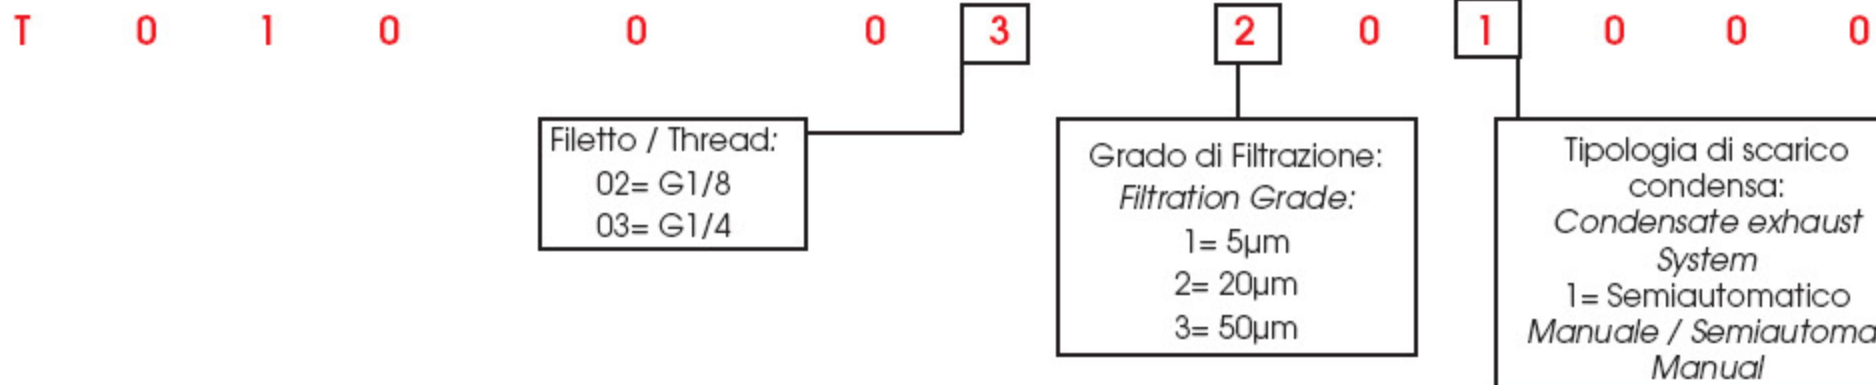 T 0 1 0 0 0 3 2 0 1 0 0 0
Filetto / Thread:
02= G1/8
03= G1/4
Grado di Filtrazione:
Filtration Grade:
1= 5µm
2= 20µm
3= 50µm
Tipologia di scarico
condensa:
Condensate exhaust
System
1= Semiautomatico
Manuale / Semiautoma
Manual